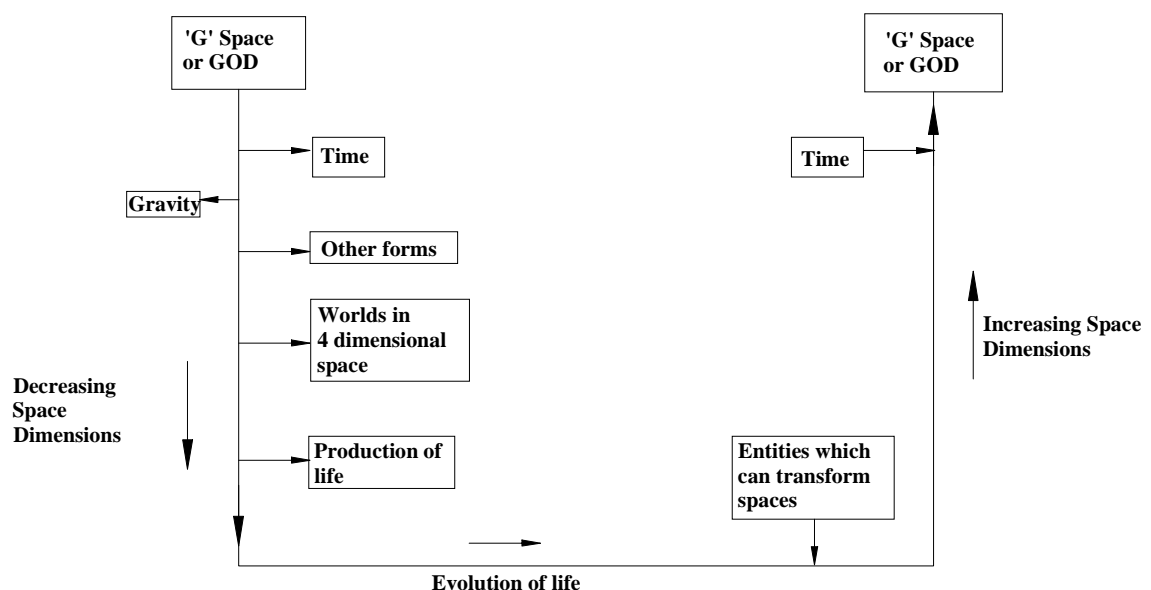 'G' Space
or GOD
'G' Space
or GOD
Time
Time
Gravity
Other forms
Worlds in
4 dimensional
space
Increasing Space
Dimensions
Decreasing
Space
Dimensions
Production of
life
Entities which
can transform
spaces
Evolution of life